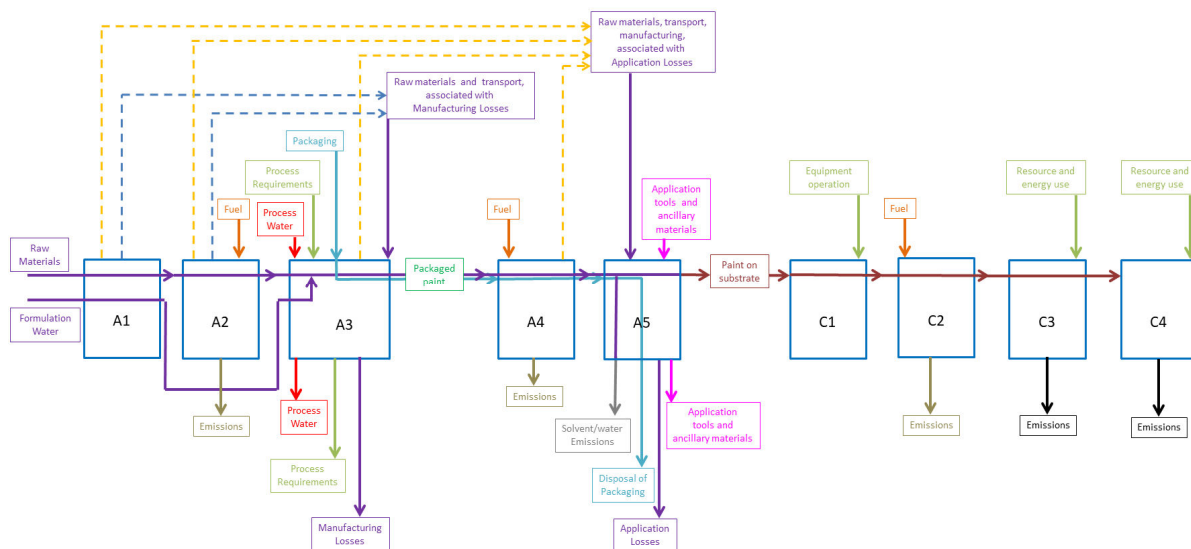 Raw materials, transport,
manufacturing,
associated with
Application Losses
Raw materials and transport,
associated with
Manufacturing Losses
Packaging
Process
Requirements
Equipment
operation
Resource and
energy use
Resource and
energy use
Application
tools and
ancillary
materials
Fuel
Process
Water
Fuel
Fuel
Raw
Materials
Packaged
paint
Paint on
substrate
Formulation
Water
A1
A2
A3
A4
A5
C1
C2
C3
C4
Emissions
Process
Water
Emissions
Solvent/water
Emissions
Application
tools and
ancillary materials
Emissions
Emissions
Emissions
Process
Requirements
Disposal of
Packaging
Manufacturing
Losses
Application
Losses